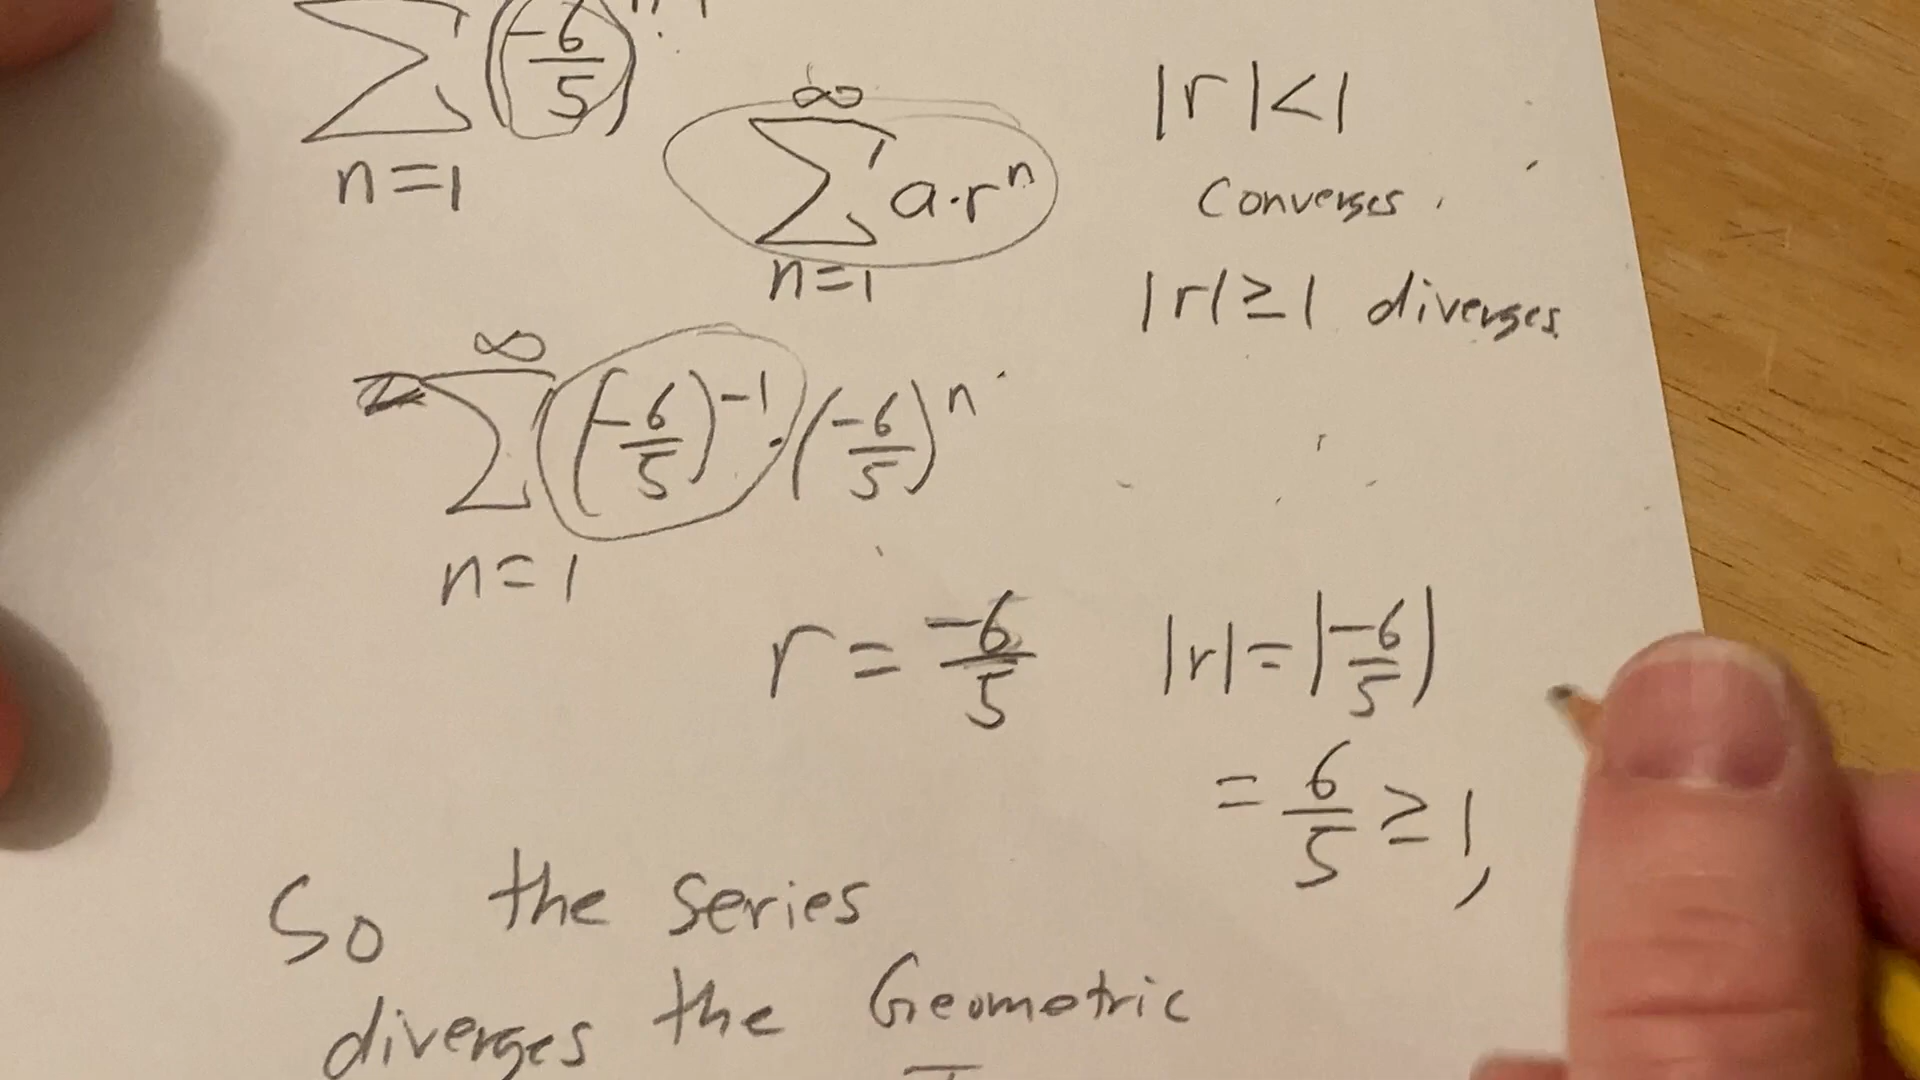 ∑ (-6/5)
n=1
∞
∑ a·rⁿ
n=1
|r|<1
Converges.
|r|≥1 diverges
∞
∑ (-6/5)⁻¹ · (-6/5)ⁿ
n=1
r = -6/5
|r| = |-6/5|
= 6/5 ≥ 1,
So the series
diverges the Geometric